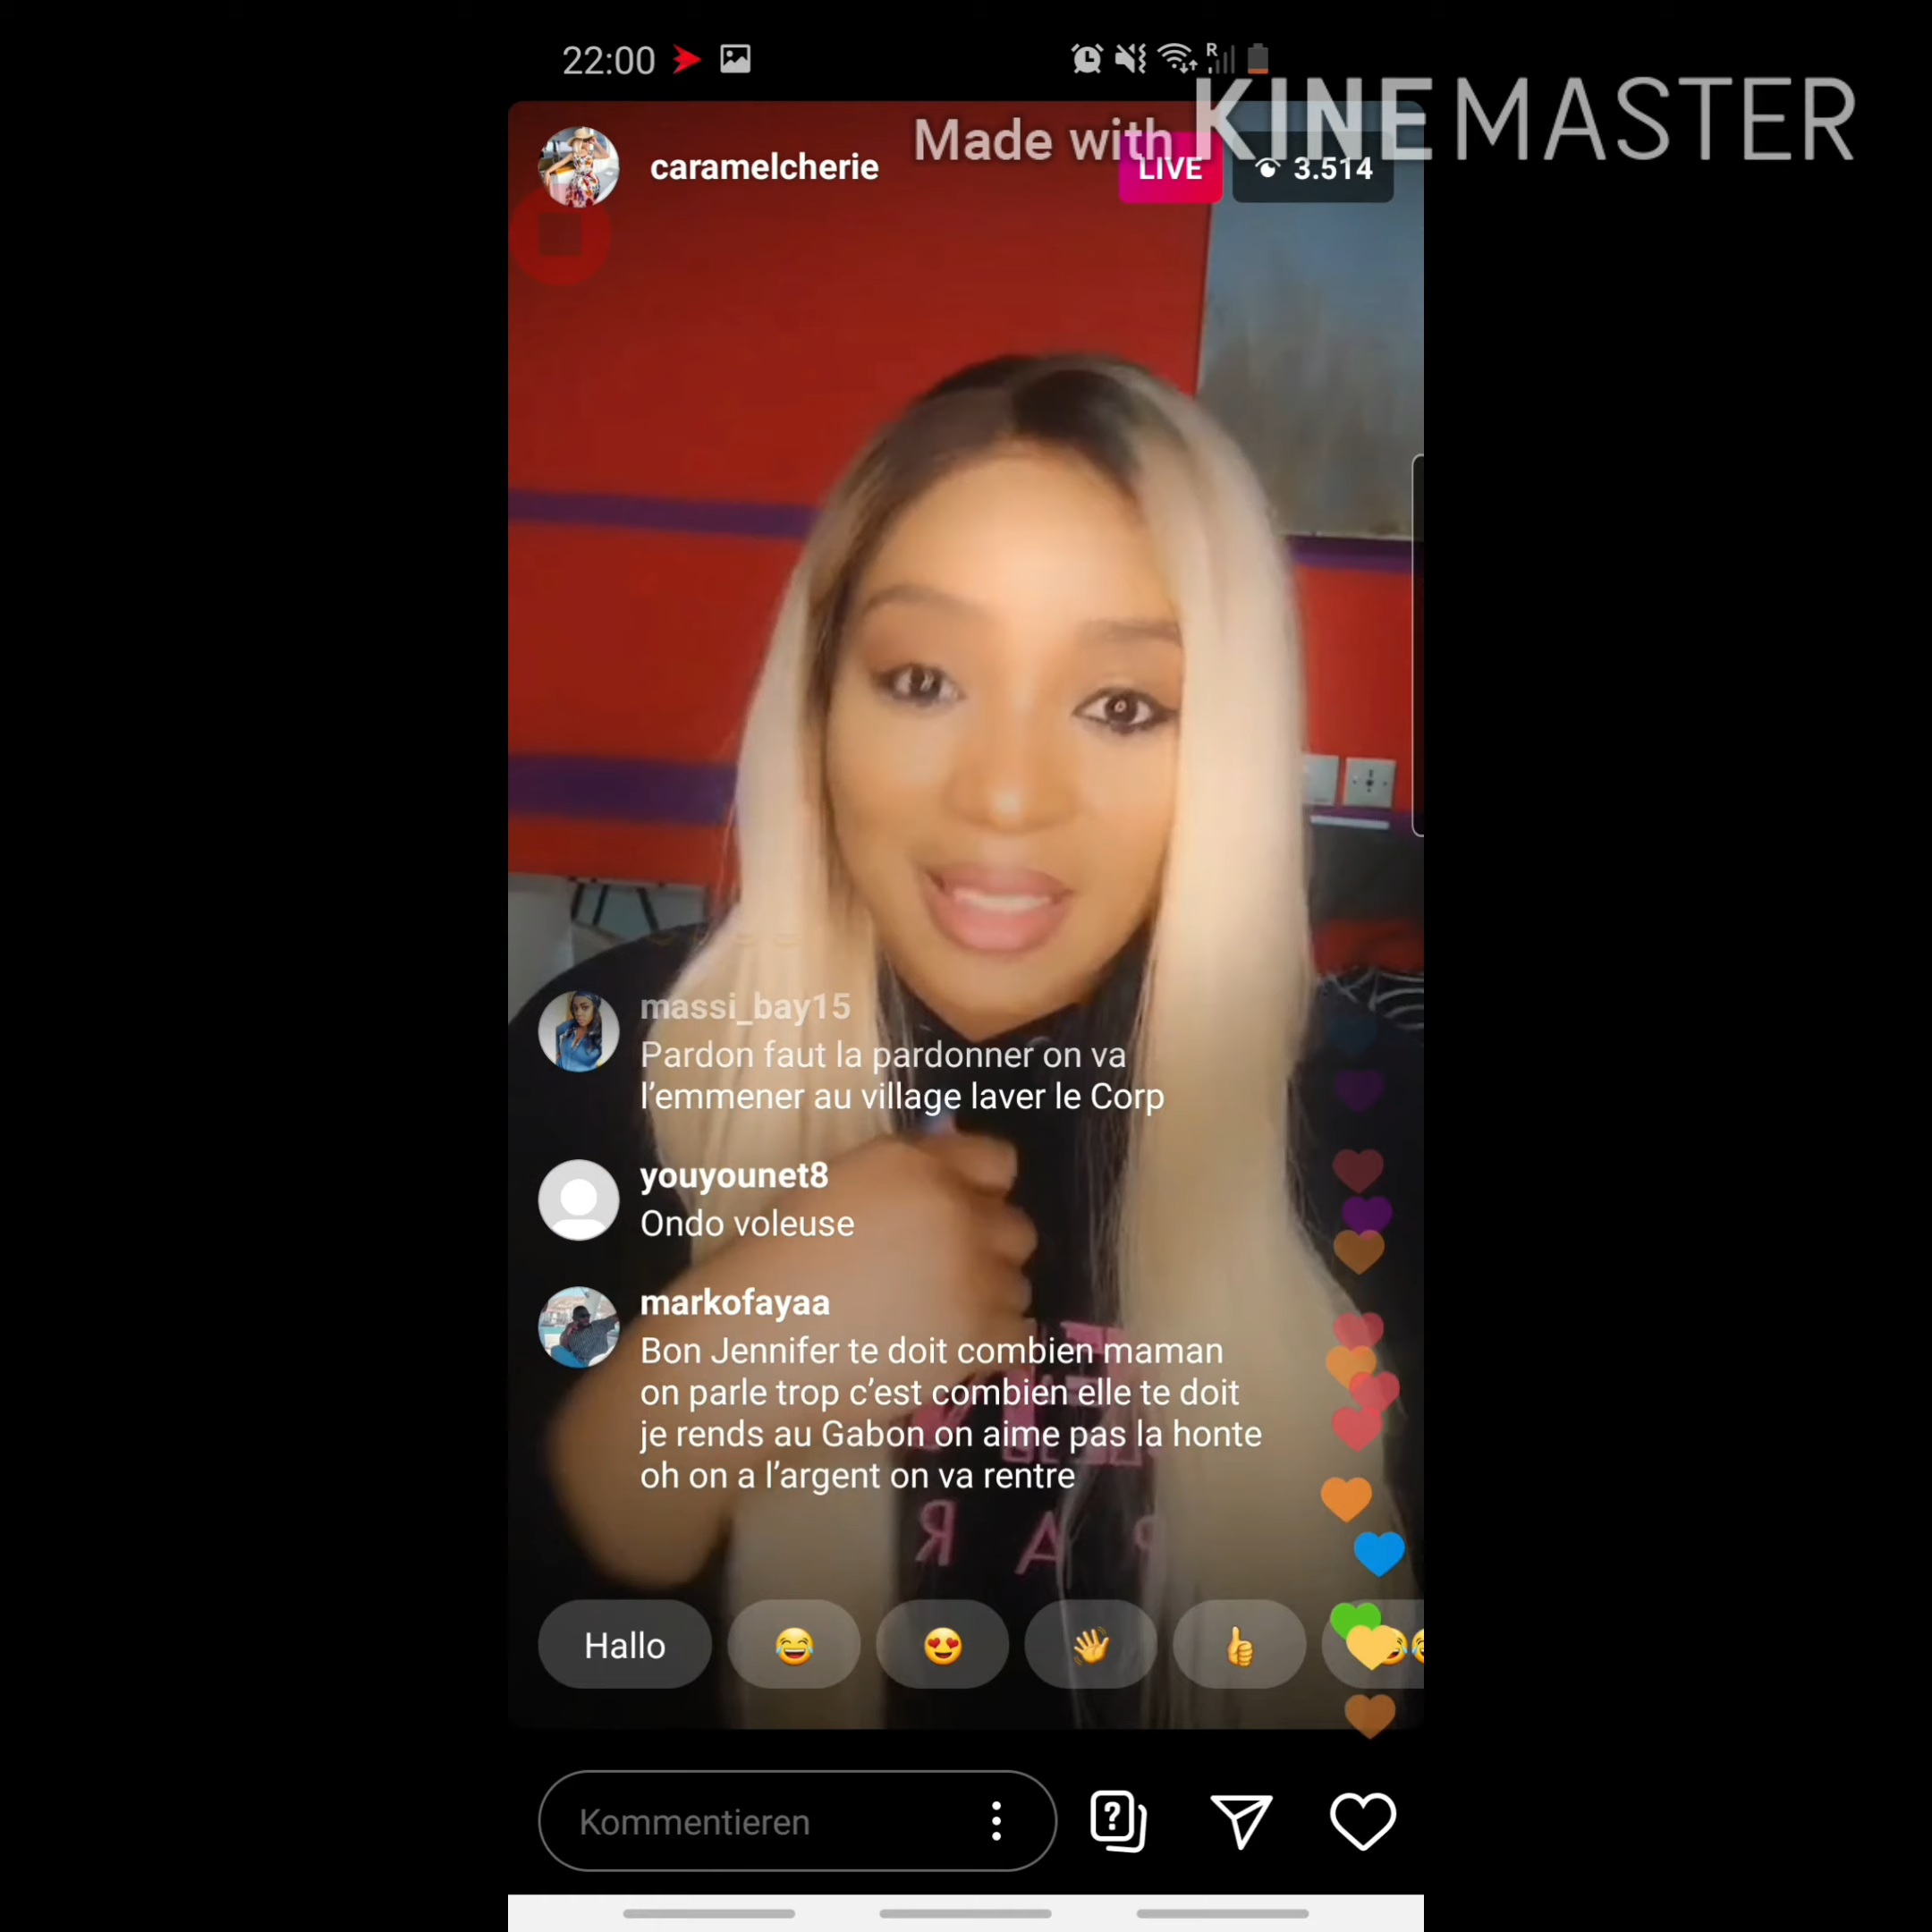 22:00
R
Made with KINEMASTER
caramelcherie
LIVE
3.514
massi_bay15
Pardon faut la pardonner on va
l'emmener au village laver le Corp
youyounet8
Ondo voleuse
markofayaa
Bon Jennifer te doit combien maman
on parle trop c'est combien elle te doit
je rends au Gabon on aime pas la honte
oh on a l'argent on va rentre
Hallo
Kommentieren